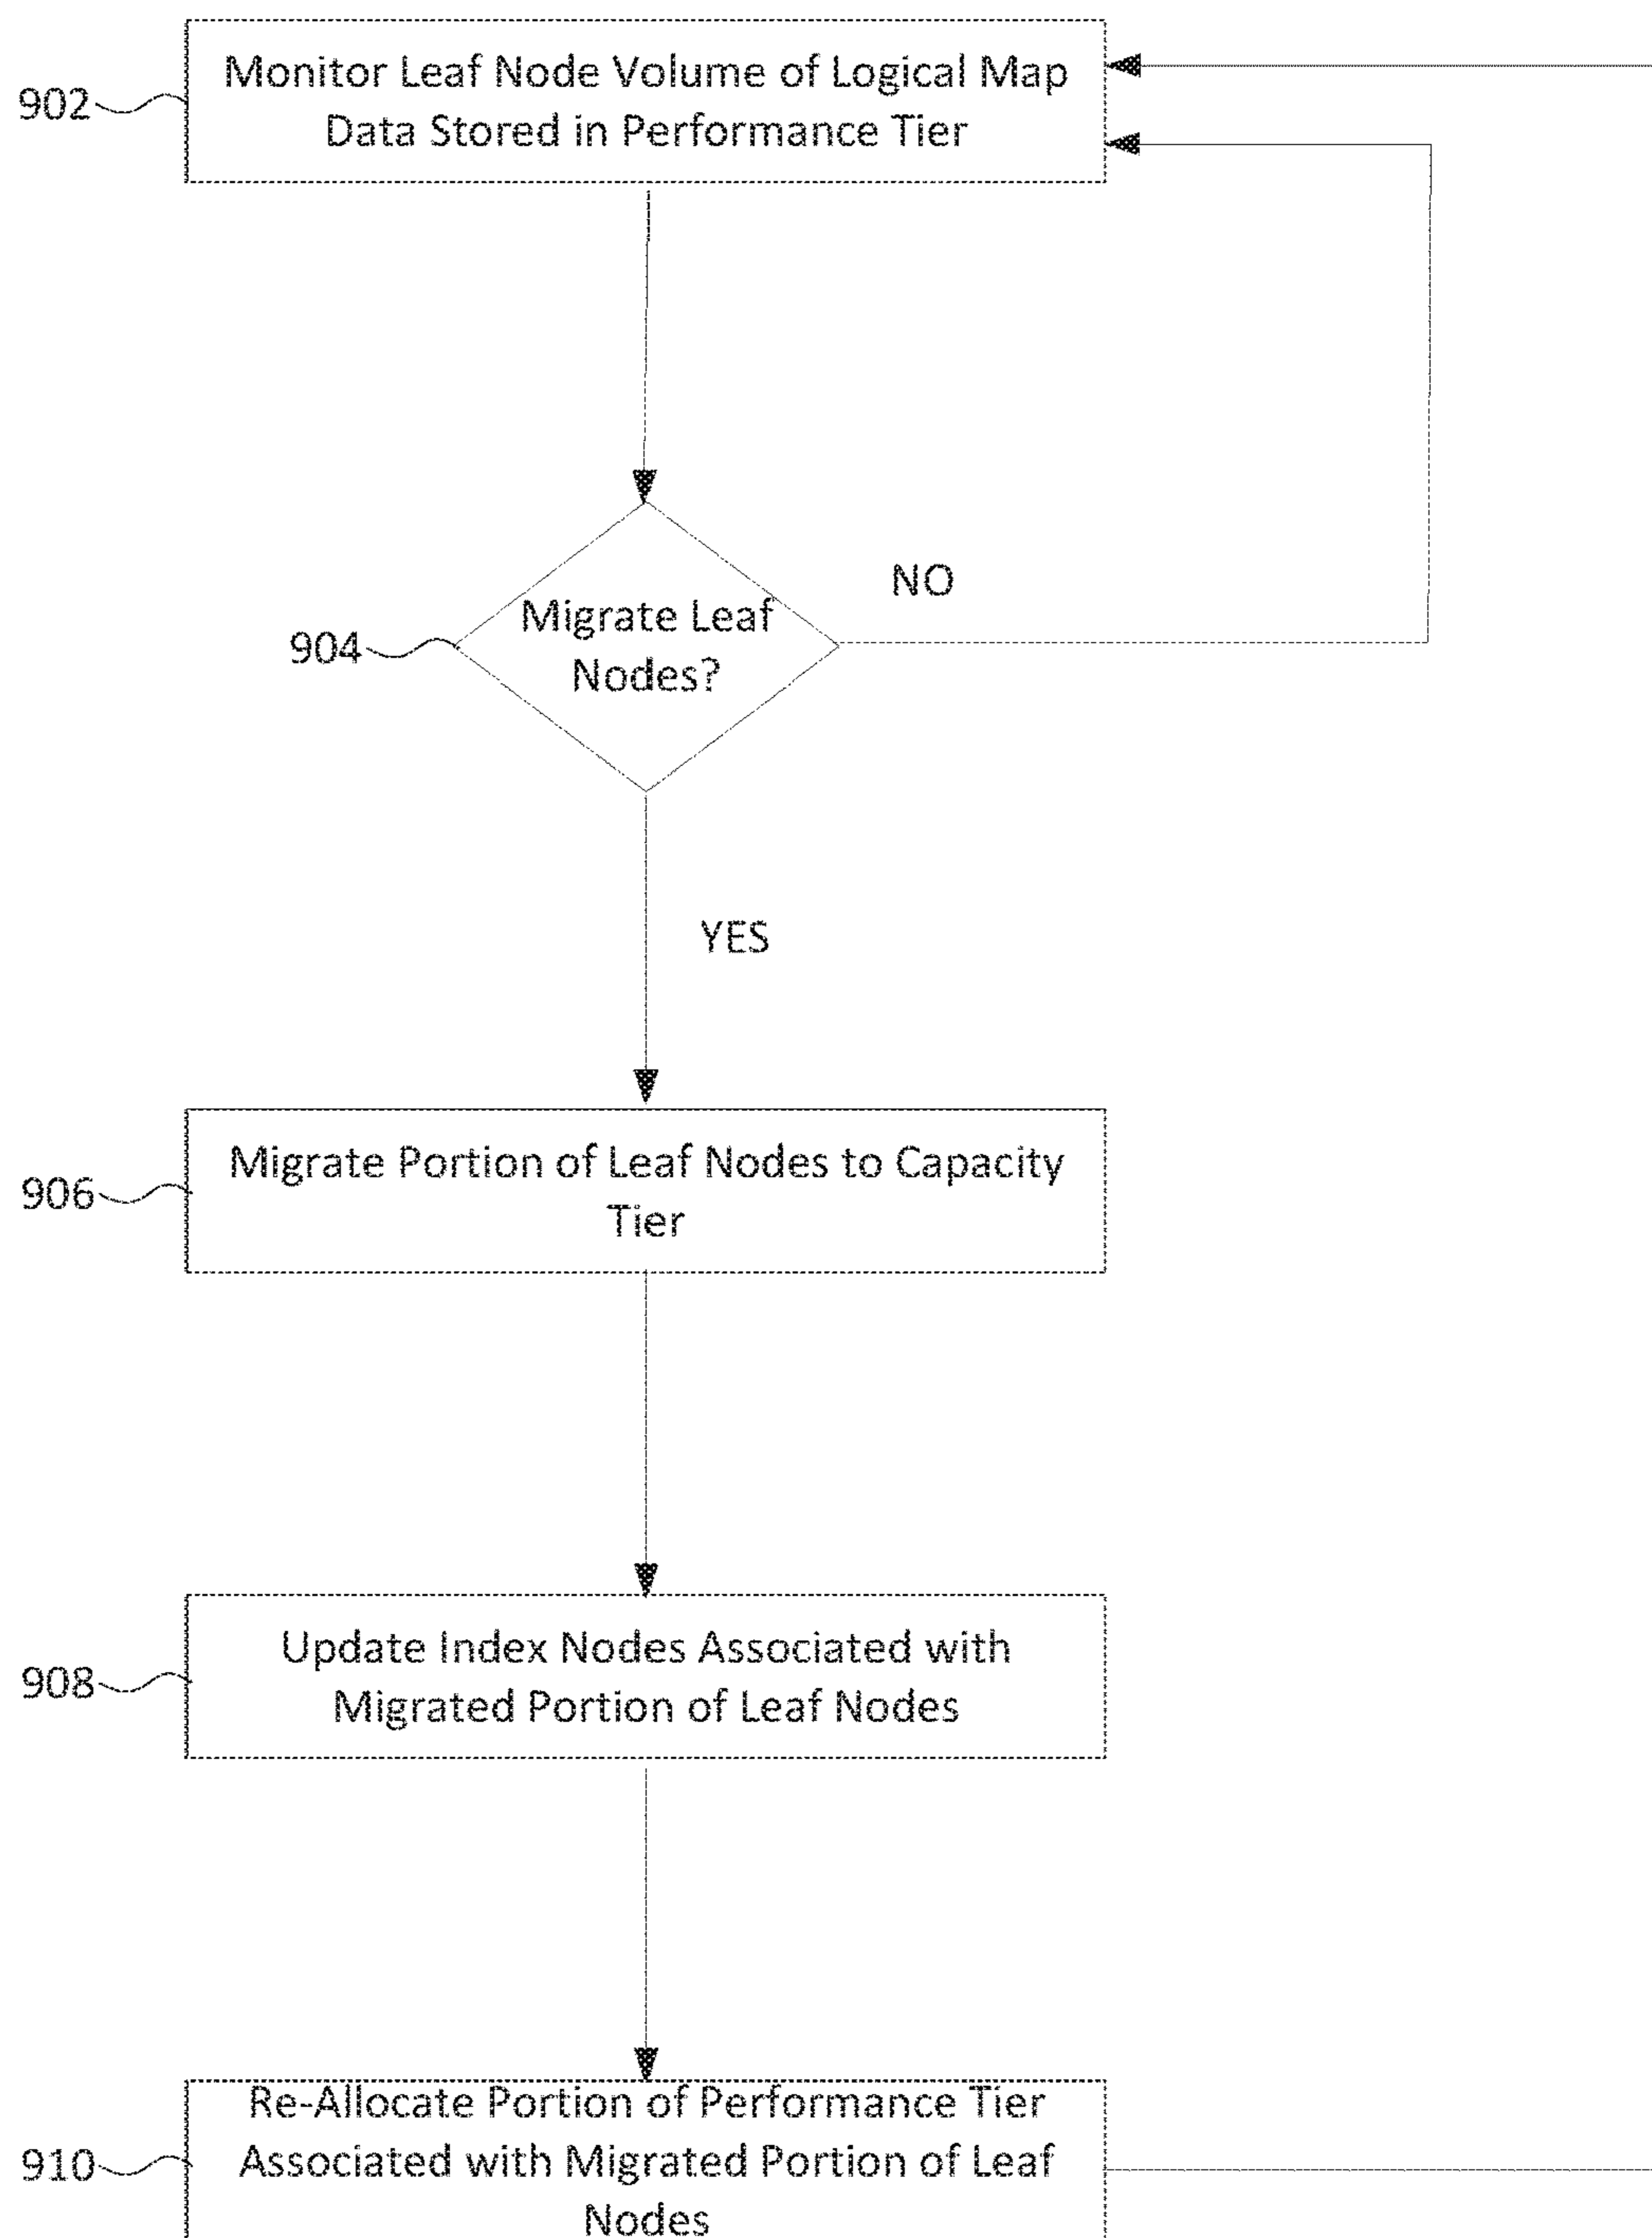 902
Monitor Leaf Node Volume of Logical Map
Data Stored in Performance Tier
904
Migrate Leaf
Nodes?
NO
YES
906
Migrate Portion of Leaf Nodes to Capacity
Tier
908
Update Index Nodes Associated with
Migrated Portion of Leaf Nodes
910
Re-Allocate Portion of Performance Tier
Associated with Migrated Portion of Leaf
Nodes